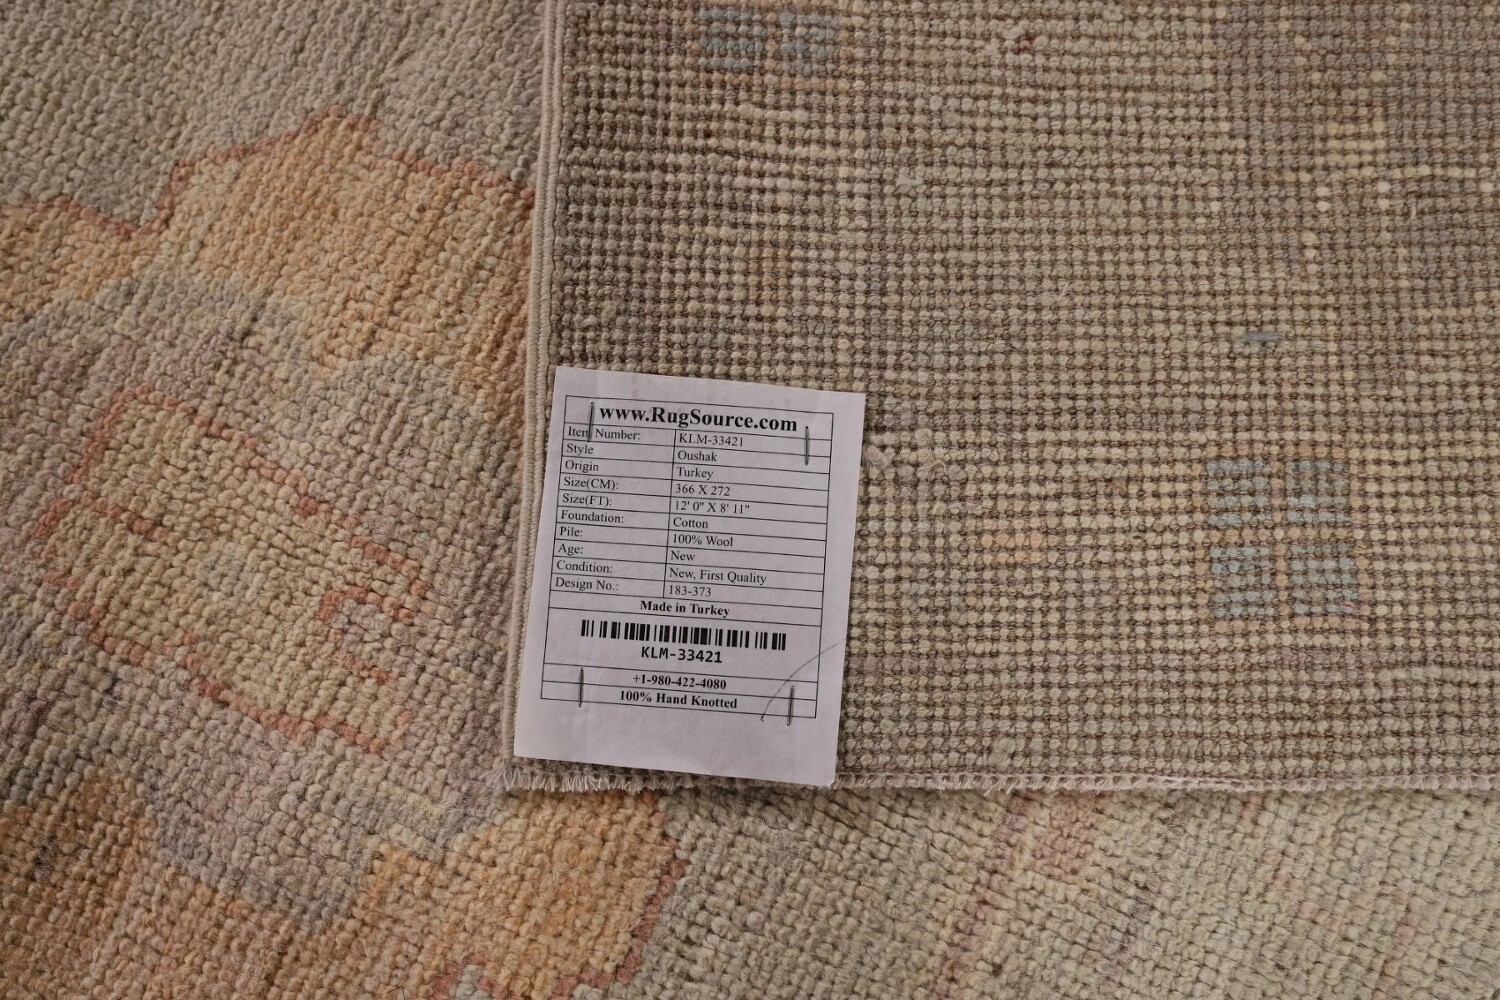 www.RugSource.com
Item Number: KLM-33421
Style Oushak
Origin Turkey
Size(CM): 366 X 272
Size(FT): 12' 0" X 8' 11"
Foundation: Cotton
Pile: 100% Wool
Age: New
Condition: New, First Quality
Design No.: 183-373
Made in Turkey
KLM-33421
+1-980-422-4080
100% Hand Knotted